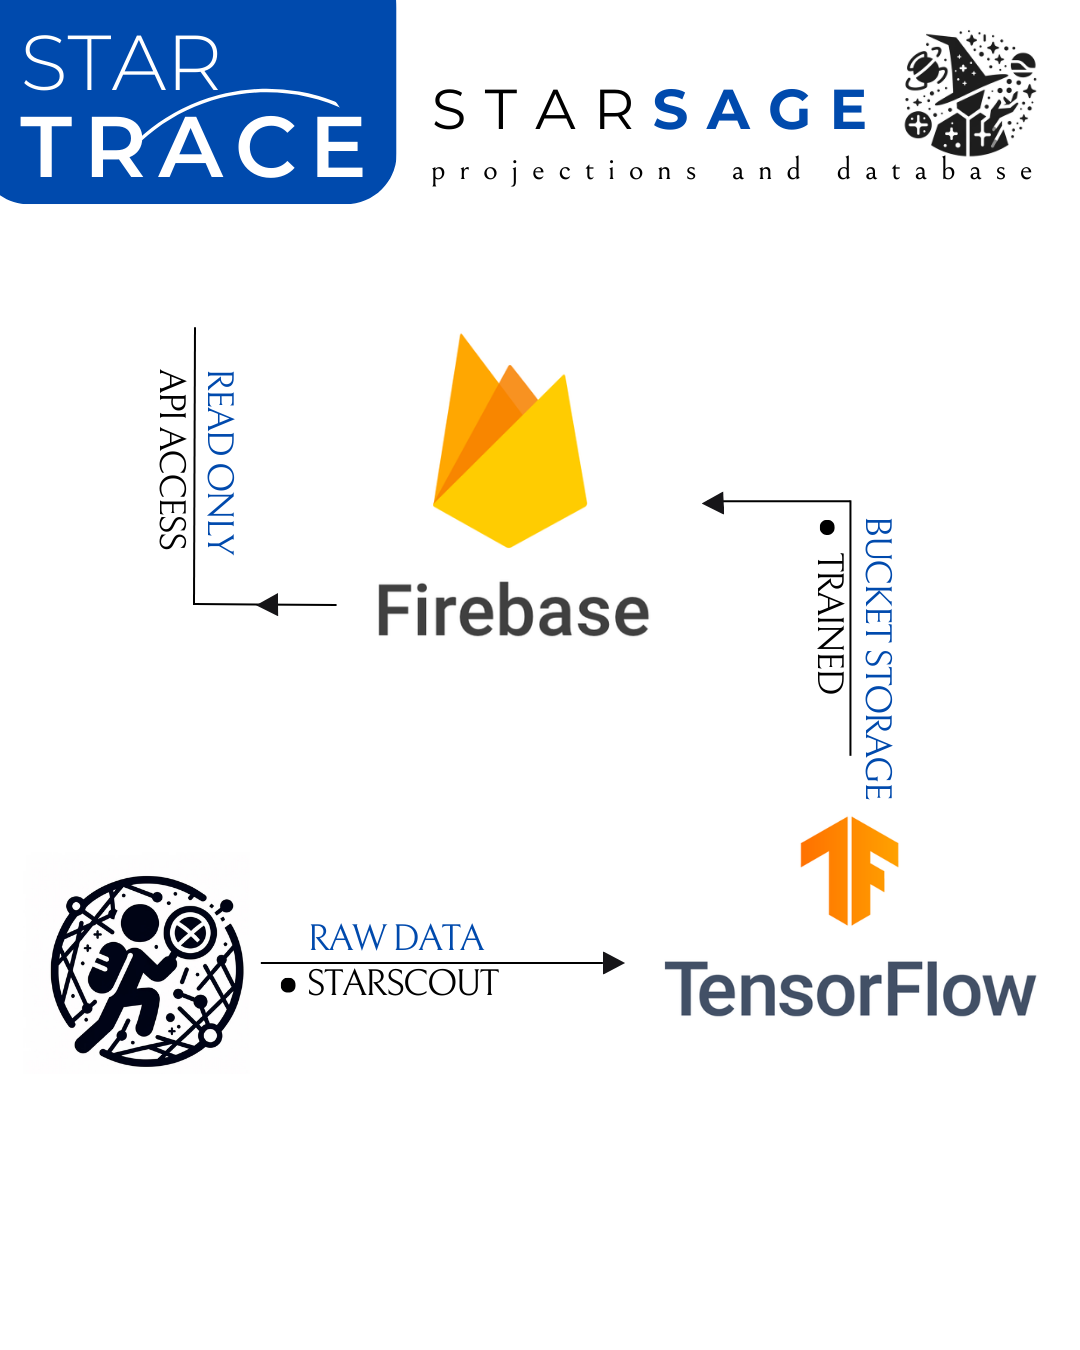 STAR
TRACE
STARSAGE
projections and database
READ ONLY
API ACCESS
Firebase
BUCKET STORAGE
• TRAINED
RAW DATA
• STARSCOUT
TensorFlow